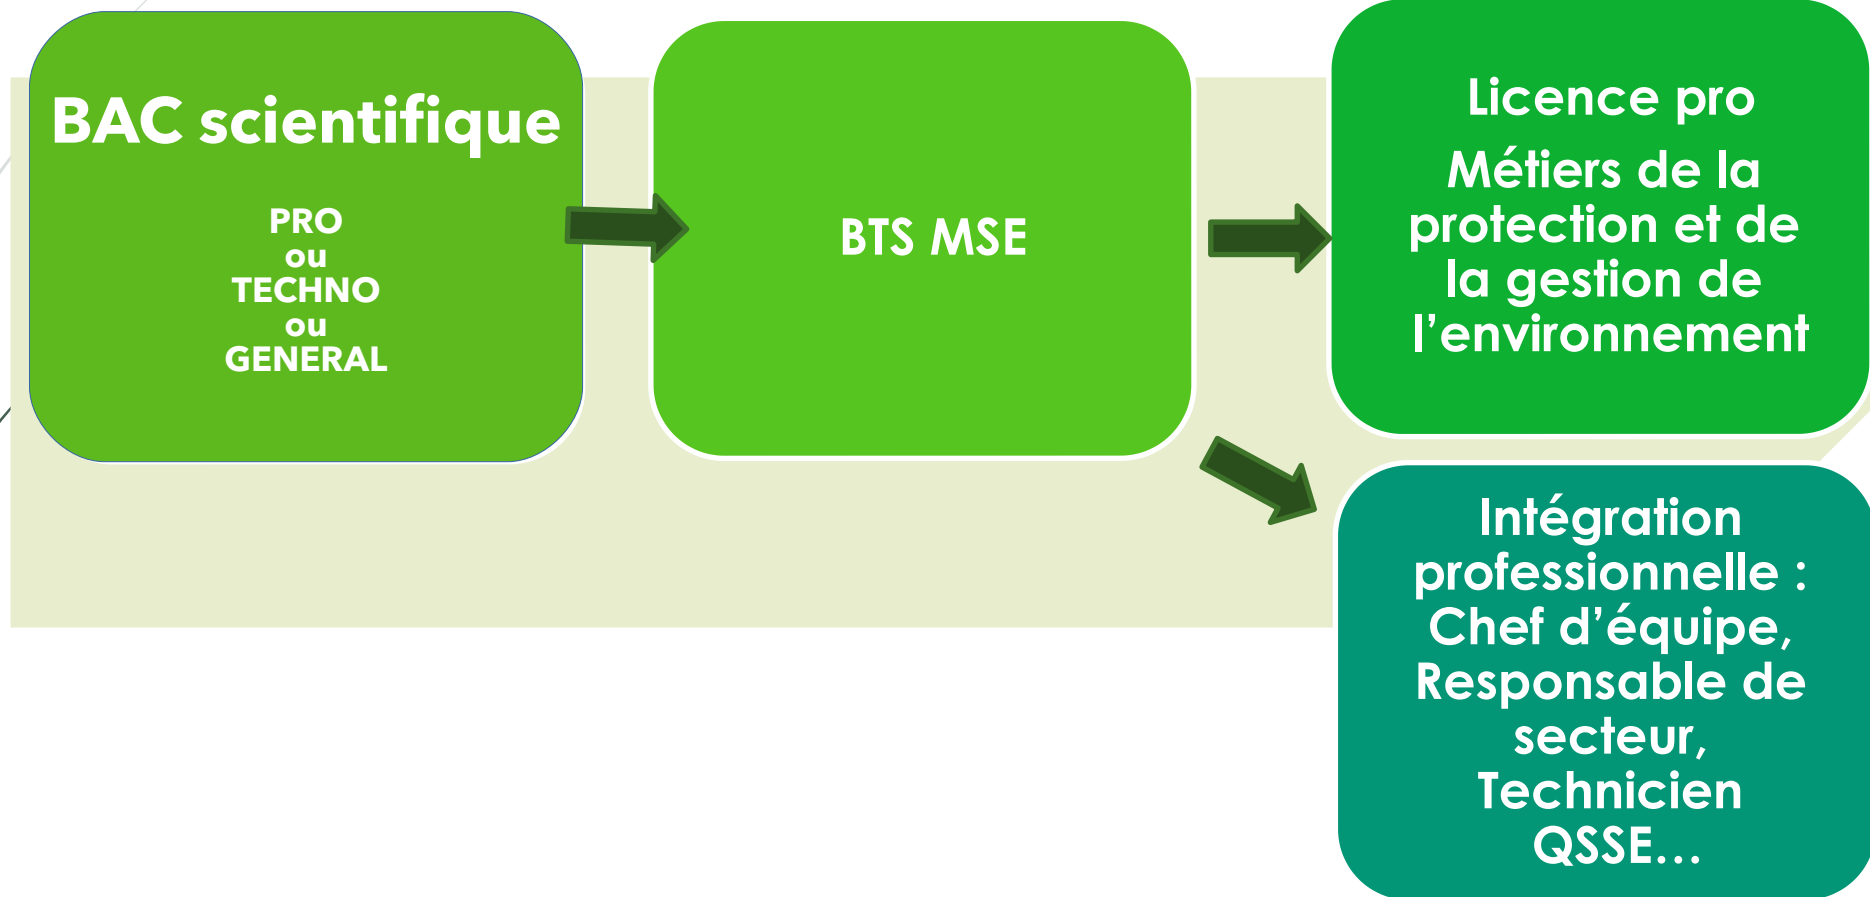 BAC scientifique
PRO
ou
TECHNO
ou
GENERAL
BTS MSE
Licence pro
Métiers de la
protection et de
la gestion de
l’environnement
Intégration
professionnelle :
Chef d’équipe,
Responsable de
secteur,
Technicien
QSSE…